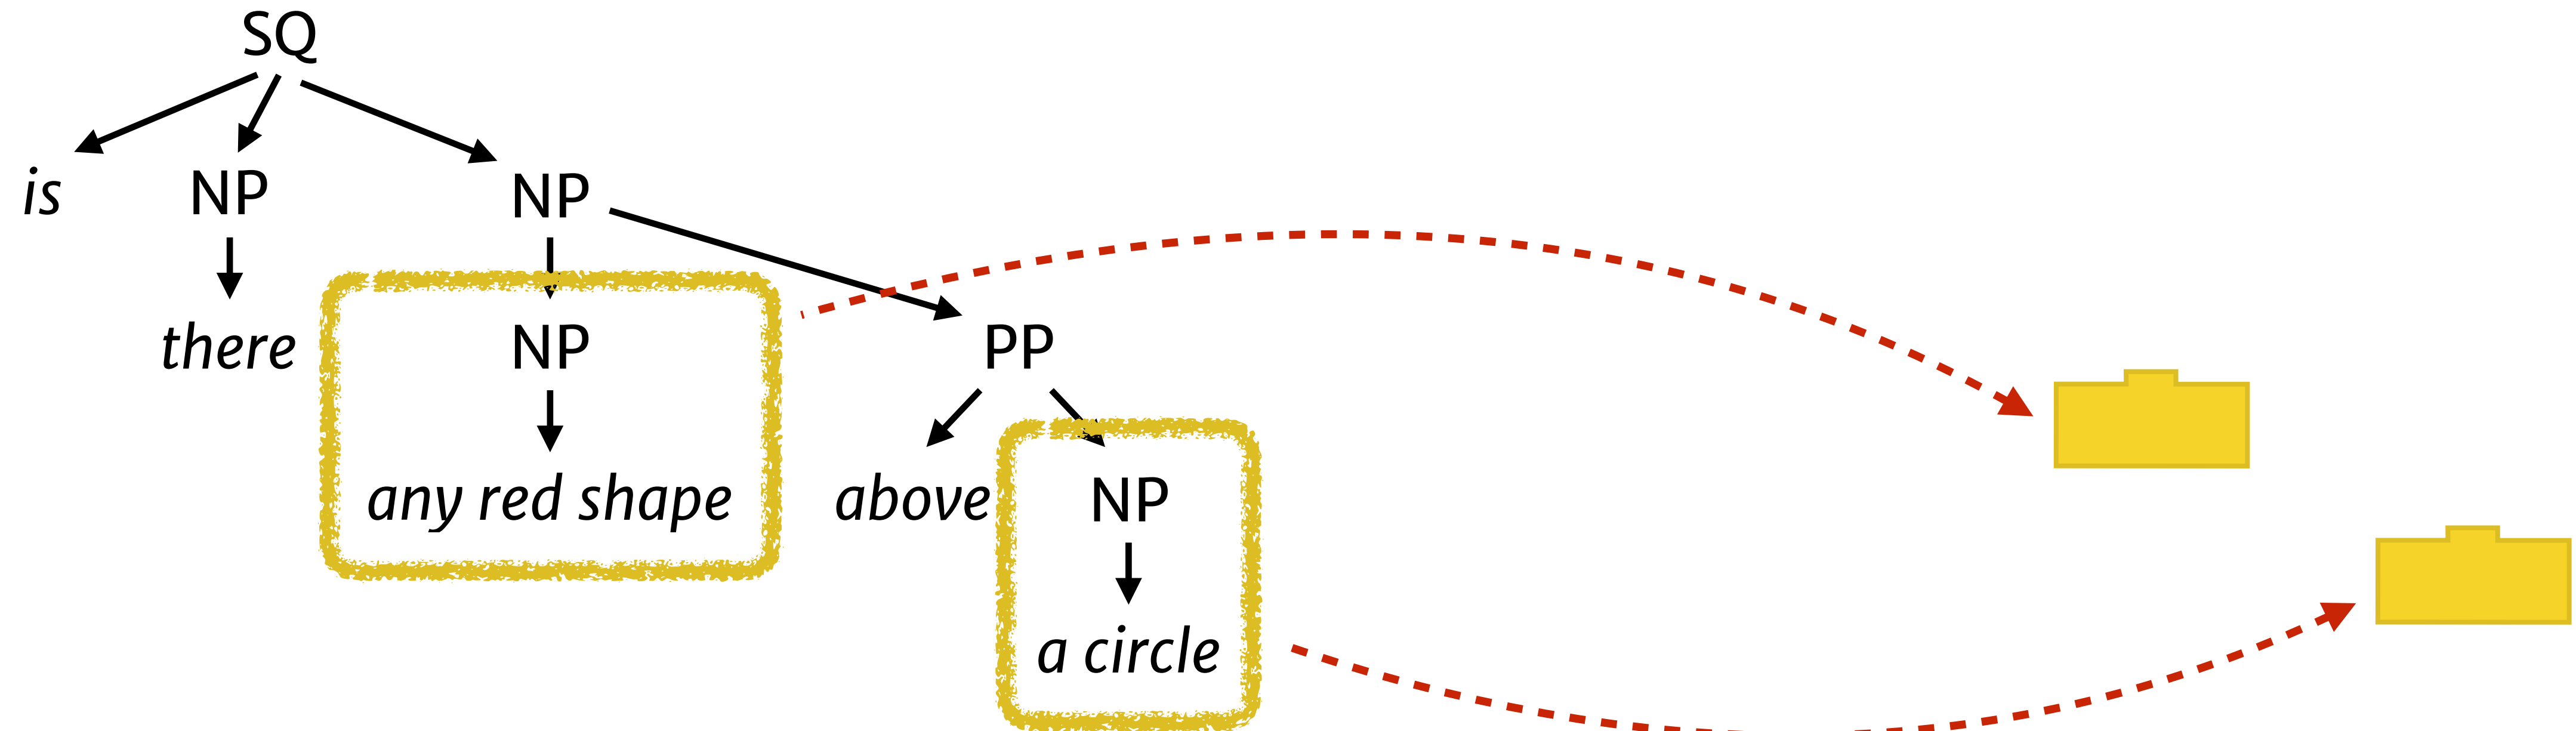 SQ
is NP NP
there NP PP
any red shape above NP
a circle